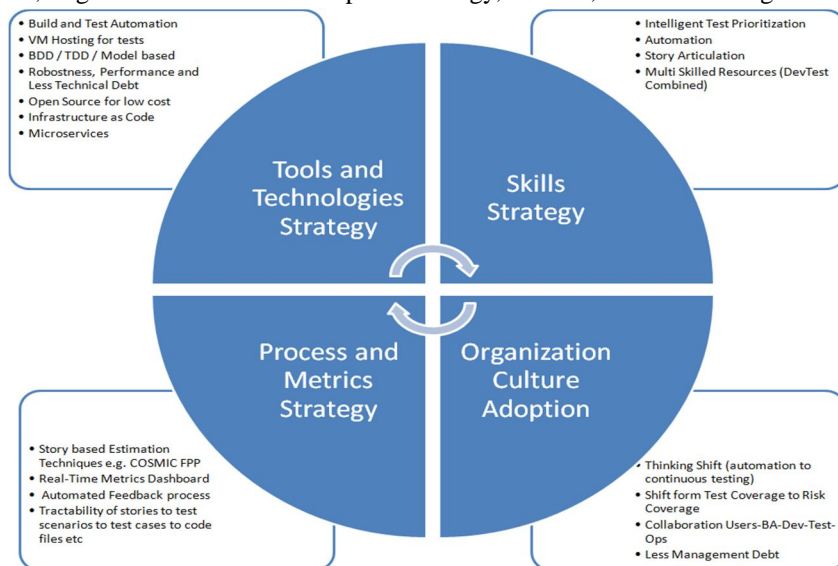 • Build and Test Automation
• VM Hosting for tests
• BDD / TDD / Model based
• Robostness, Performance and
Less Technical Debt
• Open Source for low cost
• Infrastructure as Code
• Microservices
• Intelligent Test Prioritization
• Automation
• Story Articulation
• Multi Skilled Resources (DevTest
Combined)
Tools and
Technologies
Strategy
Skills
Strategy
Process and
Metrics
Strategy
Organization
Culture
Adoption
• Story based Estimation
Techniques e.g. COSMIC FPP
• Real-Time Metrics Dashboard
• Automated Feedback process
• Tractability of stories to test
scenarios to test cases to code
files etc
• Thinking Shift (automation to
continuous testing)
• Shift form Test Coverage to Risk
Coverage
• Collaboration Users-BA-Dev-Test-
Ops
• Less Management Debt